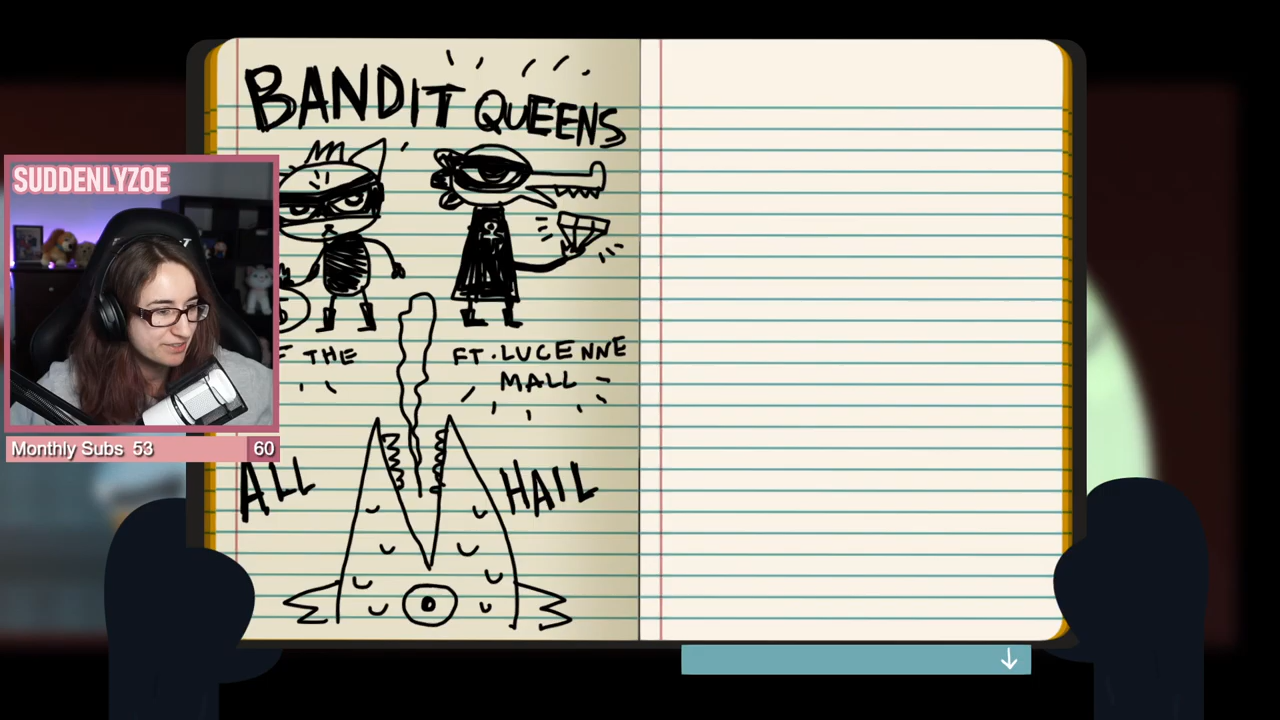 BANDIT QUEENS
SUDDENLYZOE
THE
FT. LUCENNE
MALL
Monthly Subs 53
60
ALL HAIL